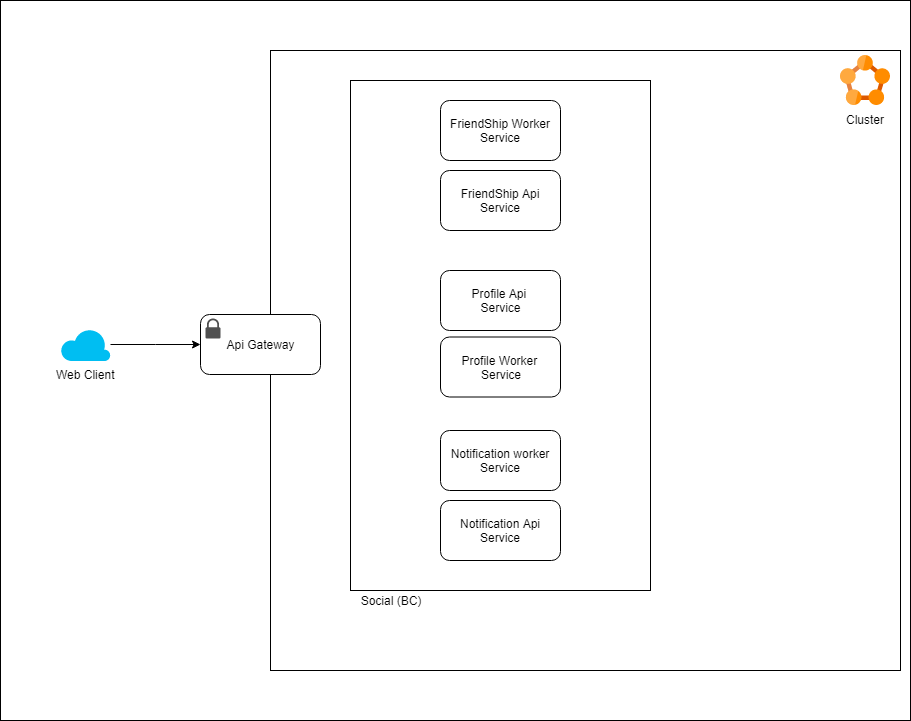 Cluster
FriendShip Worker
Service
FriendShip Api
Service
Profile Api
Service
Api Gateway
Web Client
Profile Worker
Service
Notification worker
Service
Notification Api
Service
Social (BC)